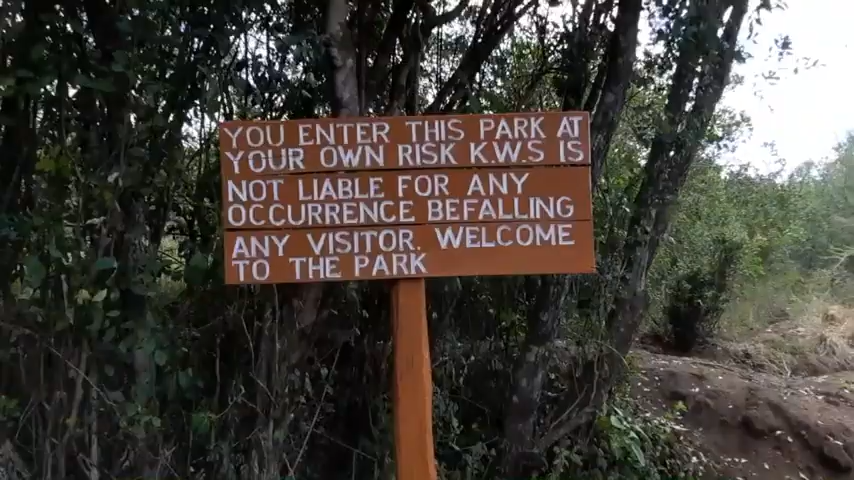 YOU ENTER THIS PARK AT
YOUR OWN RISK K.W.S IS
NOT LIABLE FOR ANY
OCCURRENCE BEFALLING
ANY VISITOR. WELCOME
TO THE PARK